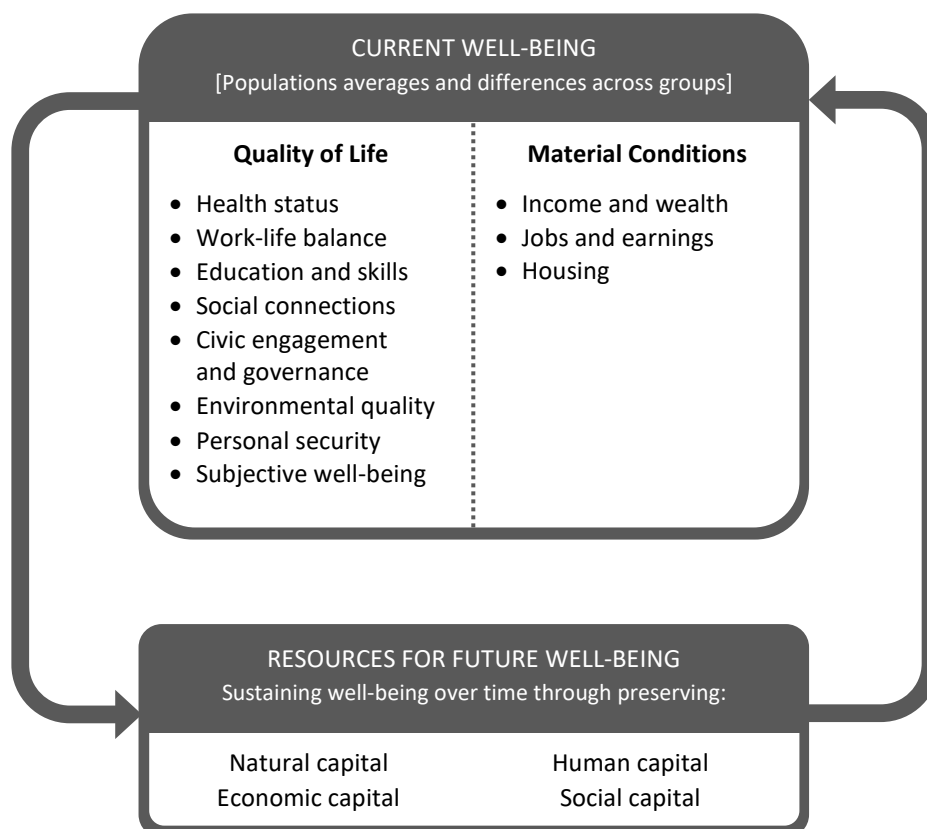 CURRENT WELL-BEING
[Populations averages and differences across groups]
Quality of Life
• Health status
• Work-life balance
• Education and skills
• Social connections
• Civic engagement
and governance
• Environmental quality
• Personal security
• Subjective well-being
Material Conditions
• Income and wealth
• Jobs and earnings
• Housing
RESOURCES FOR FUTURE WELL-BEING
Sustaining well-being over time through preserving:
Natural capital
Economic capital
Human capital
Social capital